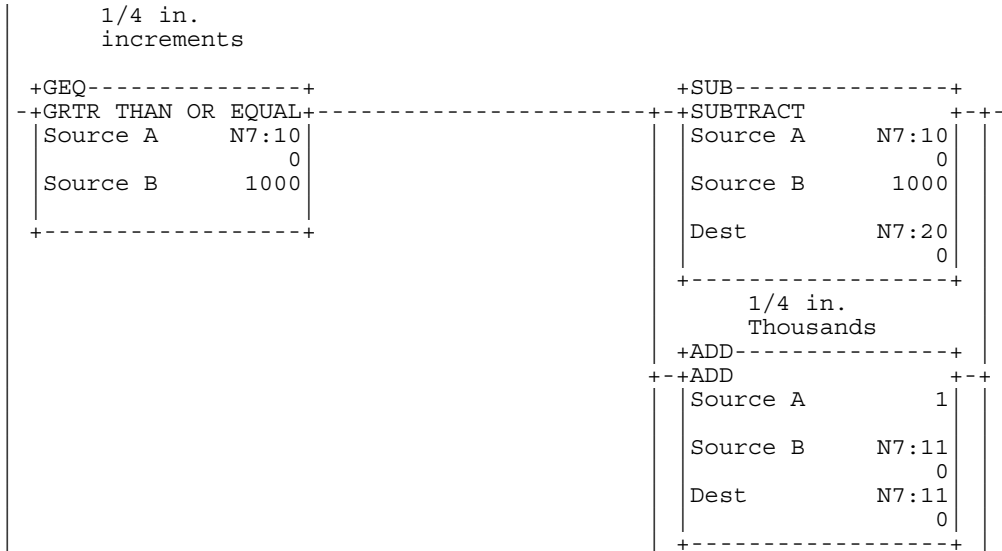 1/4 in.
increments
GEQ
GRTR THAN OR EQUAL
Source A N7:10
0
Source B 1000
SUB
SUBTRACT
Source A N7:10
0
Source B 1000
Dest N7:20
0
1/4 in.
Thousands
ADD
ADD
Source A 1
Source B N7:11
0
Dest N7:11
0